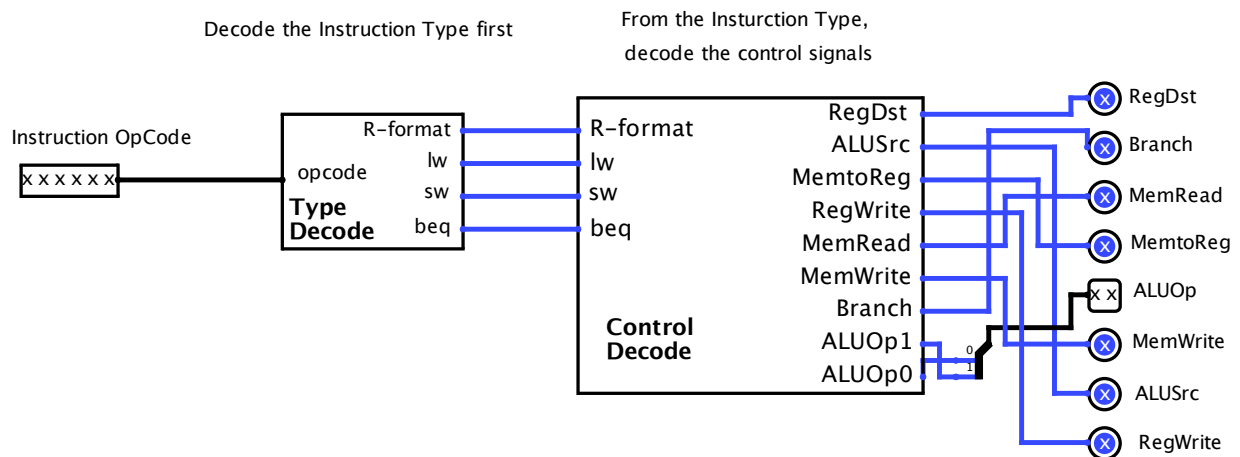 Decode the Instruction Type first
From the Insturction Type,
decode the control signals
Instruction OpCode
x x x x x x
opcode
Type
Decode
R-format
lw
sw
beq
R-format
lw
sw
beq
Control
Decode
RegDst
ALUSrc
MemtoReg
RegWrite
MemRead
MemWrite
Branch
ALUOp1
ALUOp0
0
1
x RegDst
x Branch
x MemRead
x MemtoReg
x x ALUOp
x MemWrite
x ALUSrc
x RegWrite